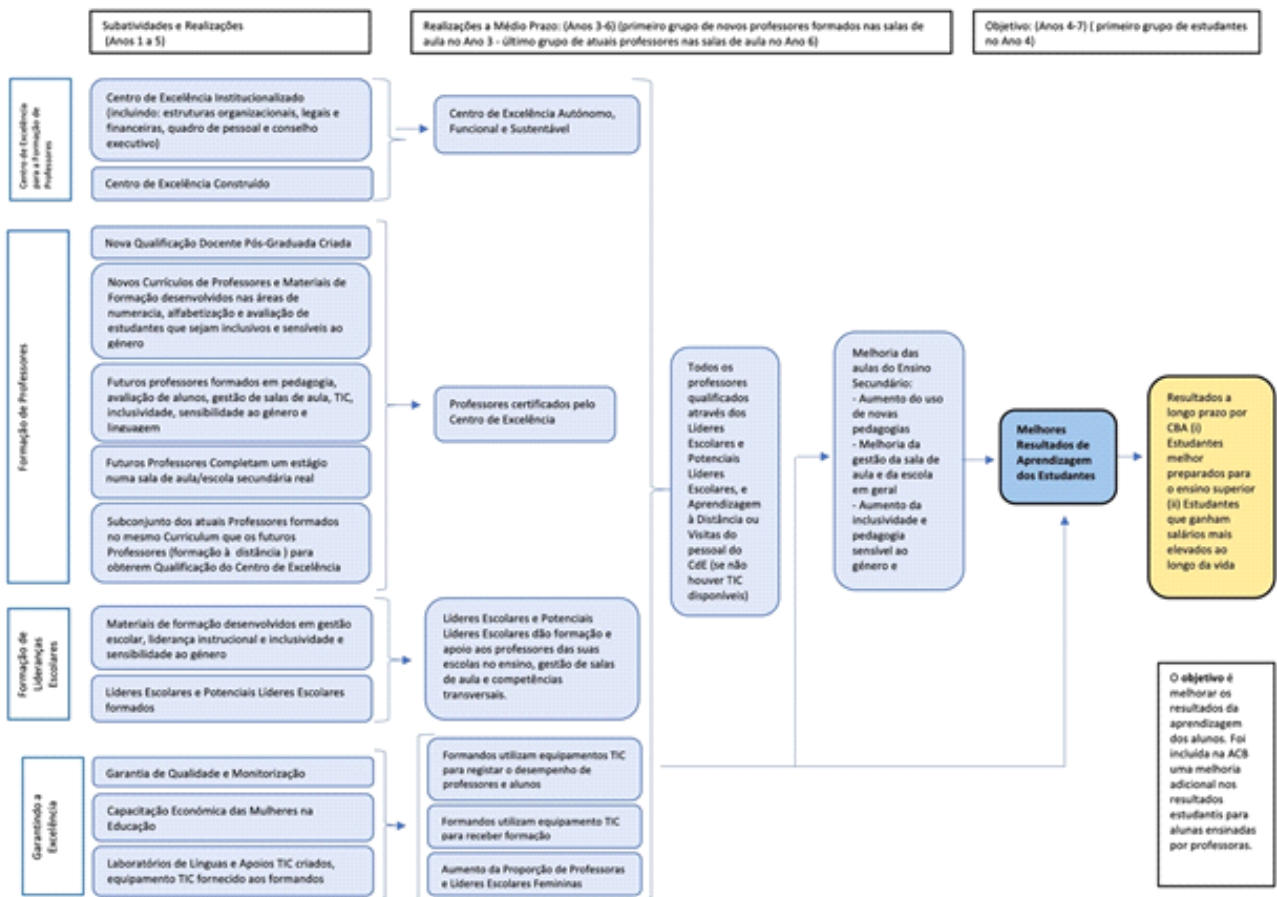 Subatividades e Realizações
(Anos 1 a 5)
Realizações a Médio Prazo: (Anos 3-6) (primeiro grupo de novos professores formados nas salas de
aula no Ano 3 - último grupo de atuais professores nas salas de aula no Ano 6)
Objetivo: (Anos 4-7) ( primeiro grupo de estudantes
no Ano 4)
Centro de Excelência
para a Formação de
Professores
Centro de Excelência Institucionalizado
(incluindo: estruturas organizacionais, legais e
financeiras, quadro de pessoal e conselho
executivo)
Centro de Excelência Construído
Centro de Excelência Autónomo,
Funcional e Sustentável
Formação de Professores
Nova Qualificação Docente Pós-Graduada Criada
Novos Currículos de Professores e Materiais de
Formação desenvolvidos nas áreas de
numeracia, alfabetização e avaliação de
estudantes que sejam inclusivos e sensíveis ao
género
Futuros professores formados em pedagogia,
avaliação de alunos, gestão de salas de aula, TIC,
inclusividade, sensibilidade ao género e
linguagem
Futuros Professores Completam um estágio
numa sala de aula/escola secundária real
Subconjunto dos atuais Professores formados
no mesmo Curriculum que os futuros
Professores (formação à distância ) para
obterem Qualificação do Centro de Excelência
Professores certificados pelo
Centro de Excelência
Formação de
Lideranças
Escolares
Materiais de formação desenvolvidos em gestão
escolar, liderança instrucional e inclusividade e
sensibilidade ao género
Líderes Escolares e Potenciais Líderes Escolares
formados
Líderes Escolares e Potenciais
Líderes Escolares dão formação e
apoio aos professores das suas
escolas no ensino, gestão de salas
de aula e competências
transversais.
Garantindo a
Excelência
Garantia de Qualidade e Monitorização
Capacitação Económica das Mulheres na
Educação
Laboratórios de Línguas e Apoios TIC criados,
equipamento TIC fornecido aos formandos
Formandos utilizam equipamentos TIC
para registar o desempenho de
professores e alunos
Formandos utilizam equipamento TIC
para receber formação
Aumento da Proporção de Professoras
e Líderes Escolares Femininas
Todos os
professores
qualificados
através dos
Líderes
Escolares e
Potenciais
Líderes
Escolares, e
Aprendizagem
à Distância ou
Visitas do
pessoal do
CdE (se não
houver TIC
disponíveis)
Melhoria das
aulas do Ensino
Secundário:
- Aumento do uso
de novas
pedagogias
- Melhoria da
gestão da sala de
aula e da escola
em geral
- Aumento da
inclusividade e
pedagogia
sensível ao
género e
Melhores
Resultados de
Aprendizagem
dos Estudantes
Resultados a
longo prazo por
CBA (i)
Estudantes
melhor
preparados para
o ensino superior
(ii) Estudantes
que ganham
salários mais
elevados ao
longo da vida
O objetivo é
melhorar os
resultados da
aprendizagem
dos alunos. Foi
incluída na ACB
uma melhoria
adicional nos
resultados
estudantis para
alunas ensinadas
por professoras.